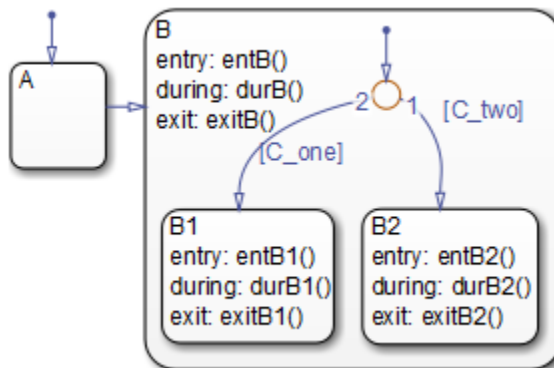 A
B
entry: entB()
during: durB()
exit: exitB()
2
1
[C_two]
[C_one]
B1
entry: entB1()
during: durB1()
exit: exitB1()
B2
entry: entB2()
during: durB2()
exit: exitB2()